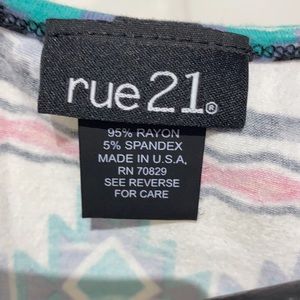 rue21®
95% RAYON
5% SPANDEX
MADE IN U.S.A,
RN 70829
SEE REVERSE
FOR CARE